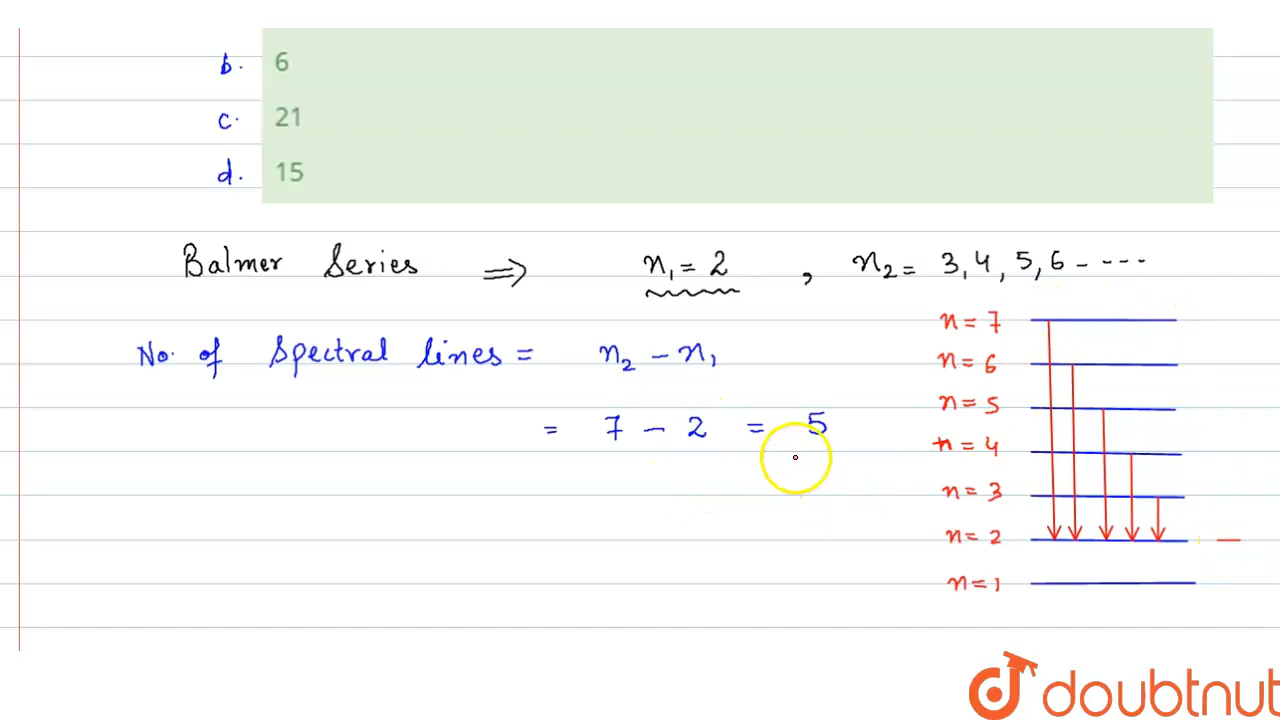 b. 6
c. 21
d. 15
Balmer Series ⇒ n₁ = 2 , n₂ = 3, 4, 5, 6 - - - - -
No. of Spectral lines = n₂ - n₁
= 7 - 2 = 5
n = 7
n = 6
n = 5
n = 4
n = 3
n = 2
n = 1
doubtnut